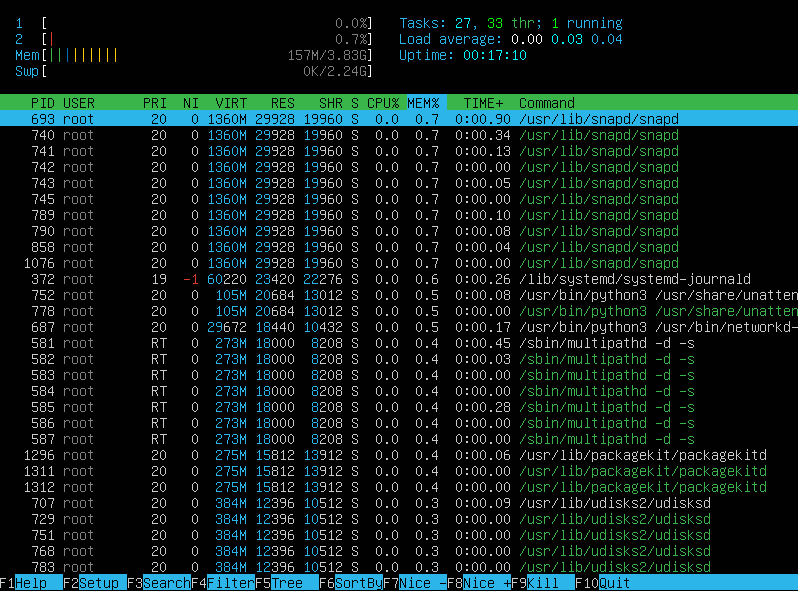 1 [ 0.0%] Tasks: 27, 33 thr; 1 running
2 [| 0.7%] Load average: 0.00 0.03 0.04
Mem[||||||||| 157M/3.83G] Uptime: 00:17:10
Swp[ 0K/2.24G]
PID USER PRI NI VIRT RES SHR S CPU% MEM% TIME+ Command
693 root 20 0 1360M 29928 19960 S 0.0 0.7 0:00.90 /usr/lib/snapd/snapd
740 root 20 0 1360M 29928 19960 S 0.0 0.7 0:00.34 /usr/lib/snapd/snapd
741 root 20 0 1360M 29928 19960 S 0.0 0.7 0:00.13 /usr/lib/snapd/snapd
742 root 20 0 1360M 29928 19960 S 0.0 0.7 0:00.00 /usr/lib/snapd/snapd
743 root 20 0 1360M 29928 19960 S 0.0 0.7 0:00.05 /usr/lib/snapd/snapd
745 root 20 0 1360M 29928 19960 S 0.0 0.7 0:00.00 /usr/lib/snapd/snapd
789 root 20 0 1360M 29928 19960 S 0.0 0.7 0:00.10 /usr/lib/snapd/snapd
790 root 20 0 1360M 29928 19960 S 0.0 0.7 0:00.08 /usr/lib/snapd/snapd
858 root 20 0 1360M 29928 19960 S 0.0 0.7 0:00.04 /usr/lib/snapd/snapd
1076 root 20 0 1360M 29928 19960 S 0.0 0.7 0:00.00 /usr/lib/snapd/snapd
372 root 19 -1 60220 23420 22276 S 0.0 0.6 0:00.26 /lib/systemd/systemd-journald
752 root 20 0 105M 20684 13012 S 0.0 0.5 0:00.08 /usr/bin/python3 /usr/share/unatten
778 root 20 0 105M 20684 13012 S 0.0 0.5 0:00.00 /usr/bin/python3 /usr/share/unatten
687 root 20 0 29672 18440 10432 S 0.0 0.5 0:00.17 /usr/bin/python3 /usr/bin/networkd-
581 root RT 0 273M 18000 8208 S 0.0 0.4 0:00.45 /sbin/multipathd -d -s
582 root RT 0 273M 18000 8208 S 0.0 0.4 0:00.03 /sbin/multipathd -d -s
583 root RT 0 273M 18000 8208 S 0.0 0.4 0:00.00 /sbin/multipathd -d -s
584 root RT 0 273M 18000 8208 S 0.0 0.4 0:00.00 /sbin/multipathd -d -s
585 root RT 0 273M 18000 8208 S 0.0 0.4 0:00.28 /sbin/multipathd -d -s
586 root RT 0 273M 18000 8208 S 0.0 0.4 0:00.00 /sbin/multipathd -d -s
587 root RT 0 273M 18000 8208 S 0.0 0.4 0:00.00 /sbin/multipathd -d -s
1296 root 20 0 275M 15812 13912 S 0.0 0.4 0:00.06 /usr/lib/packagekit/packagekitd
1311 root 20 0 275M 15812 13912 S 0.0 0.4 0:00.00 /usr/lib/packagekit/packagekitd
1312 root 20 0 275M 15812 13912 S 0.0 0.4 0:00.00 /usr/lib/packagekit/packagekitd
707 root 20 0 384M 12396 10512 S 0.0 0.3 0:00.09 /usr/lib/udisks2/udisksd
729 root 20 0 384M 12396 10512 S 0.0 0.3 0:00.00 /usr/lib/udisks2/udisksd
751 root 20 0 384M 12396 10512 S 0.0 0.3 0:00.00 /usr/lib/udisks2/udisksd
768 root 20 0 384M 12396 10512 S 0.0 0.3 0:00.00 /usr/lib/udisks2/udisksd
783 root 20 0 384M 12396 10512 S 0.0 0.3 0:00.00 /usr/lib/udisks2/udisksd
F1Help F2Setup F3SearchF4FilterF5Tree F6SortByF7Nice -F8Nice +F9Kill F10Quit